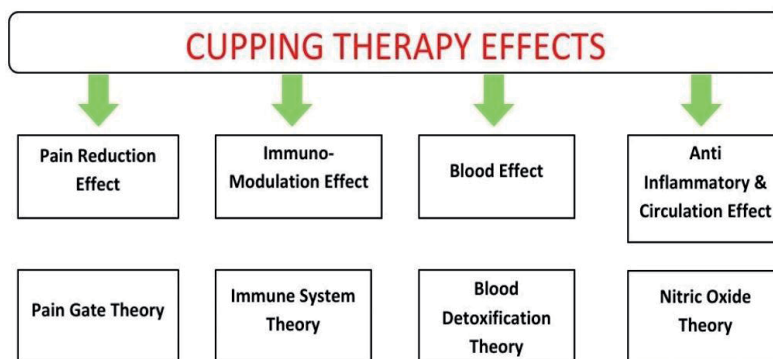 CUPPING THERAPY EFFECTS
Pain Reduction
Effect
Immuno-
Modulation Effect
Blood Effect
Anti
Inflammatory &
Circulation Effect
Pain Gate Theory
Immune System
Theory
Blood
Detoxification
Theory
Nitric Oxide
Theory